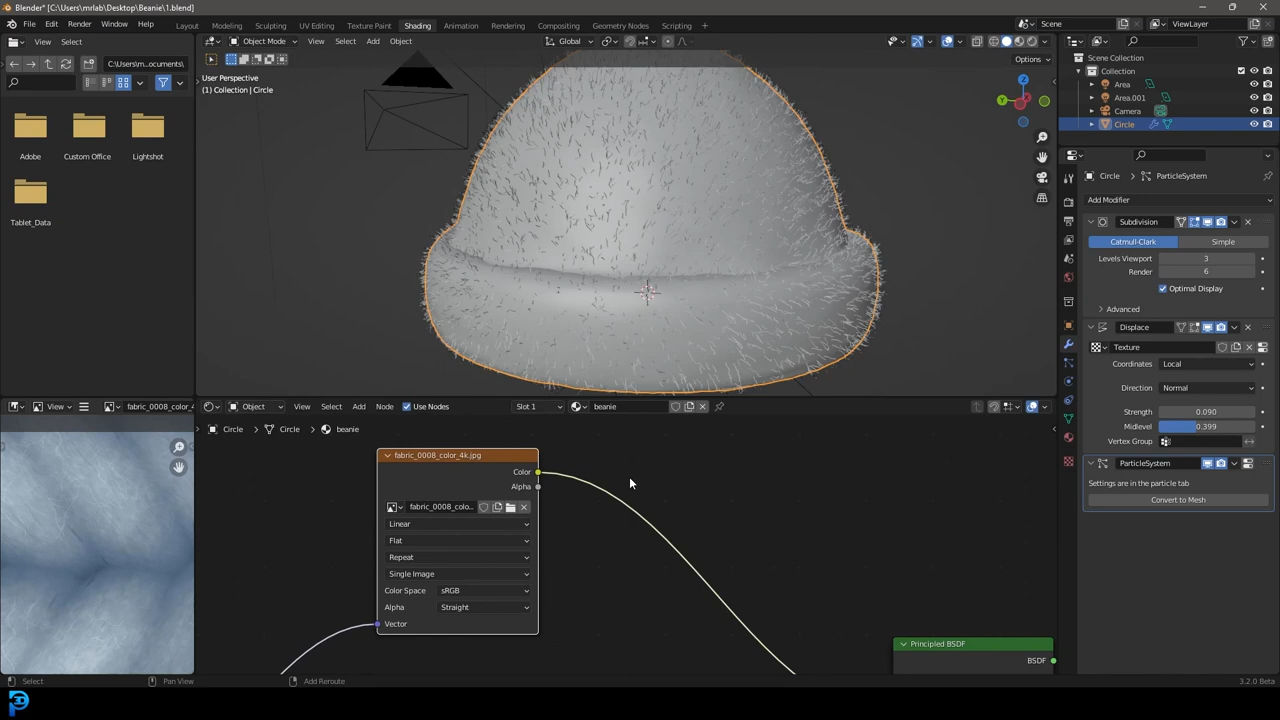 Blender* [C:\Users\mrlab\Desktop\Beanie\1.blend]
File Edit Render Window Help Layout Modeling Sculpting UV Editing Texture Paint Shading Animation Rendering Compositing Geometry Nodes Scripting Scene ViewLayer
View Select Object Mode View Select Add Object Global
C:\Users\m...ocuments\
Options
User Perspective
(1) Collection | Circle
Adobe Custom Office Lightshot
Tablet_Data
Scene Collection
Collection
Area
Area.001
Camera
Circle
Circle ParticleSystem
Add Modifier
Subdivision
Catmull-Clark Simple
Levels Viewport 3
Render 6
Optimal Display
Advanced
Displace
Texture
Coordinates Local
Direction Normal
Strength 0.090
Midlevel 0.399
Vertex Group
ParticleSystem
Settings are in the particle tab
Convert to Mesh
View fabric_0008_color_4 Object View Select Add Node Use Nodes Slot 1 beanie
Circle Circle beanie
fabric_0008_color_4k.jpg
Color
Alpha
fabric_0008_colo...
Linear
Flat
Repeat
Single Image
Color Space sRGB
Alpha Straight
Vector
Principled BSDF
BSDF
Select Pan View Add Reroute 3.2.0 Beta